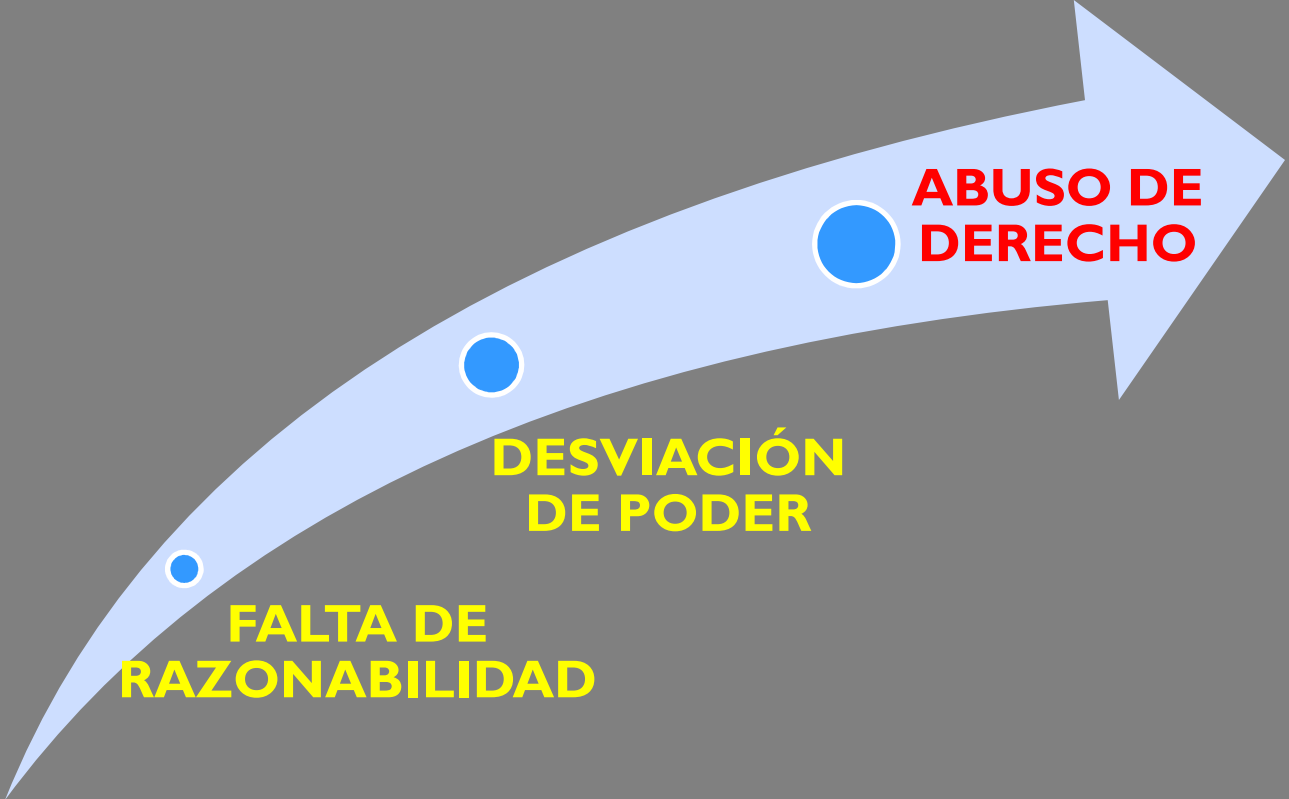 ABUSO DE
DERECHO
DESVIACIÓN
DE PODER
FALTA DE
RAZONABILIDAD